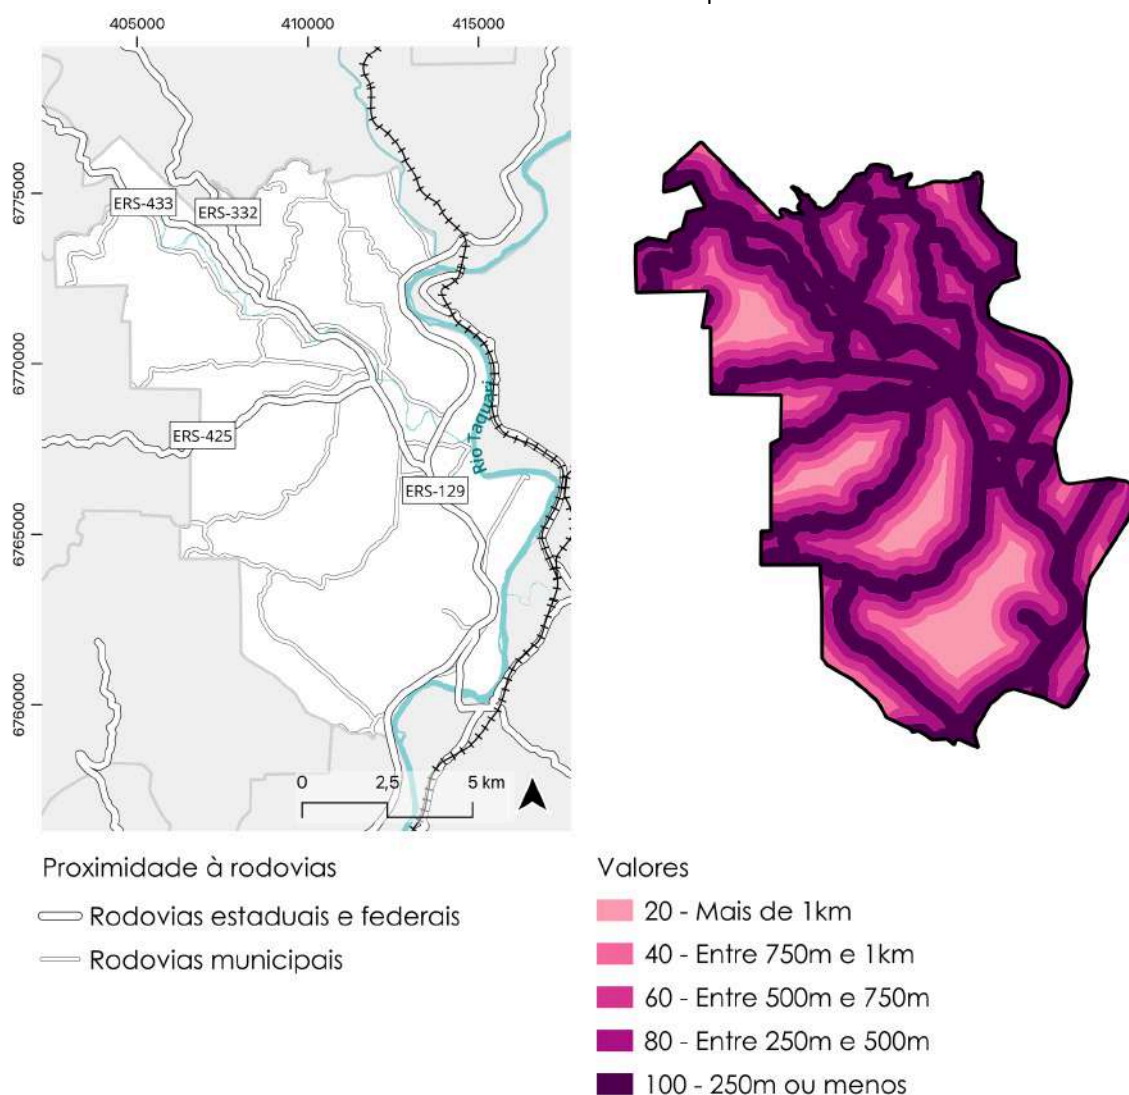 405000
410000
415000
6775000
6770000
6765000
6760000
ERS-433
ERS-332
ERS-425
ERS-129
Rio Taquari
0 2,5 5 km
Proximidade à rodovias
Rodovias estaduais e federais
Rodovias municipais
Valores
20 - Mais de 1km
40 - Entre 750m e 1km
60 - Entre 500m e 750m
80 - Entre 250m e 500m
100 - 250m ou menos